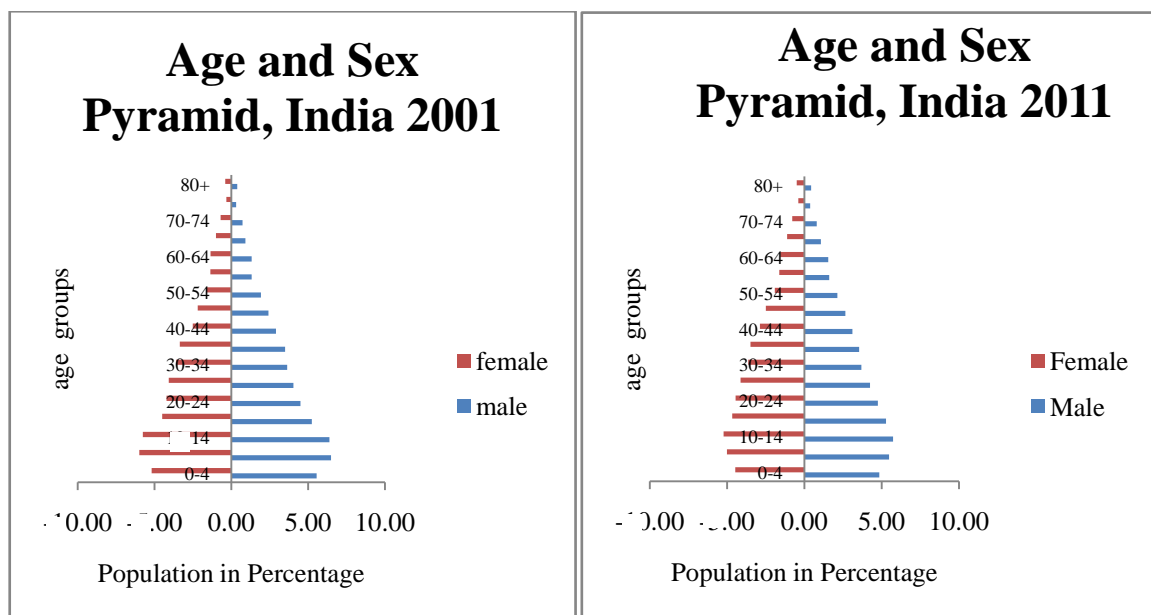 Age and Sex
Pyramid, India 2001
80+
70-74
60-64
50-54
40-44
30-34
20-24
0-4
age groups
female
male
0.00
5.00
10.00
Population in Percentage
Age and Sex
Pyramid, India 2011
80+
70-74
60-64
50-54
40-44
30-34
20-24
10-14
0-4
age groups
Female
Male
-10.00
0.00
5.00
10.00
Population in Percentage